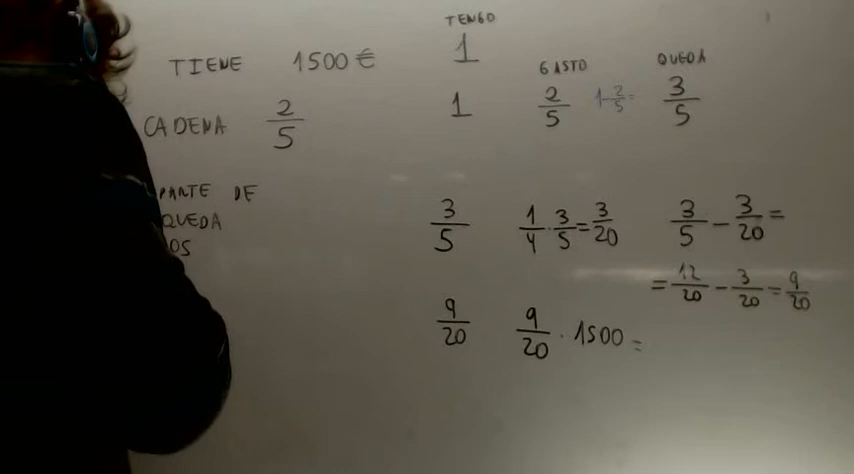 TENGO
TIENE 1500 € 1
GASTO QUEDA
CADENA 2/5 1 2/5 1-2/5= 3/5
PARTE DE
QUEDA 3/5 1/4 · 3/5 = 3/20 3/5 - 3/20 =
OS
= 12/20 - 3/20 = 9/20
9/20 9/20 · 1500 =